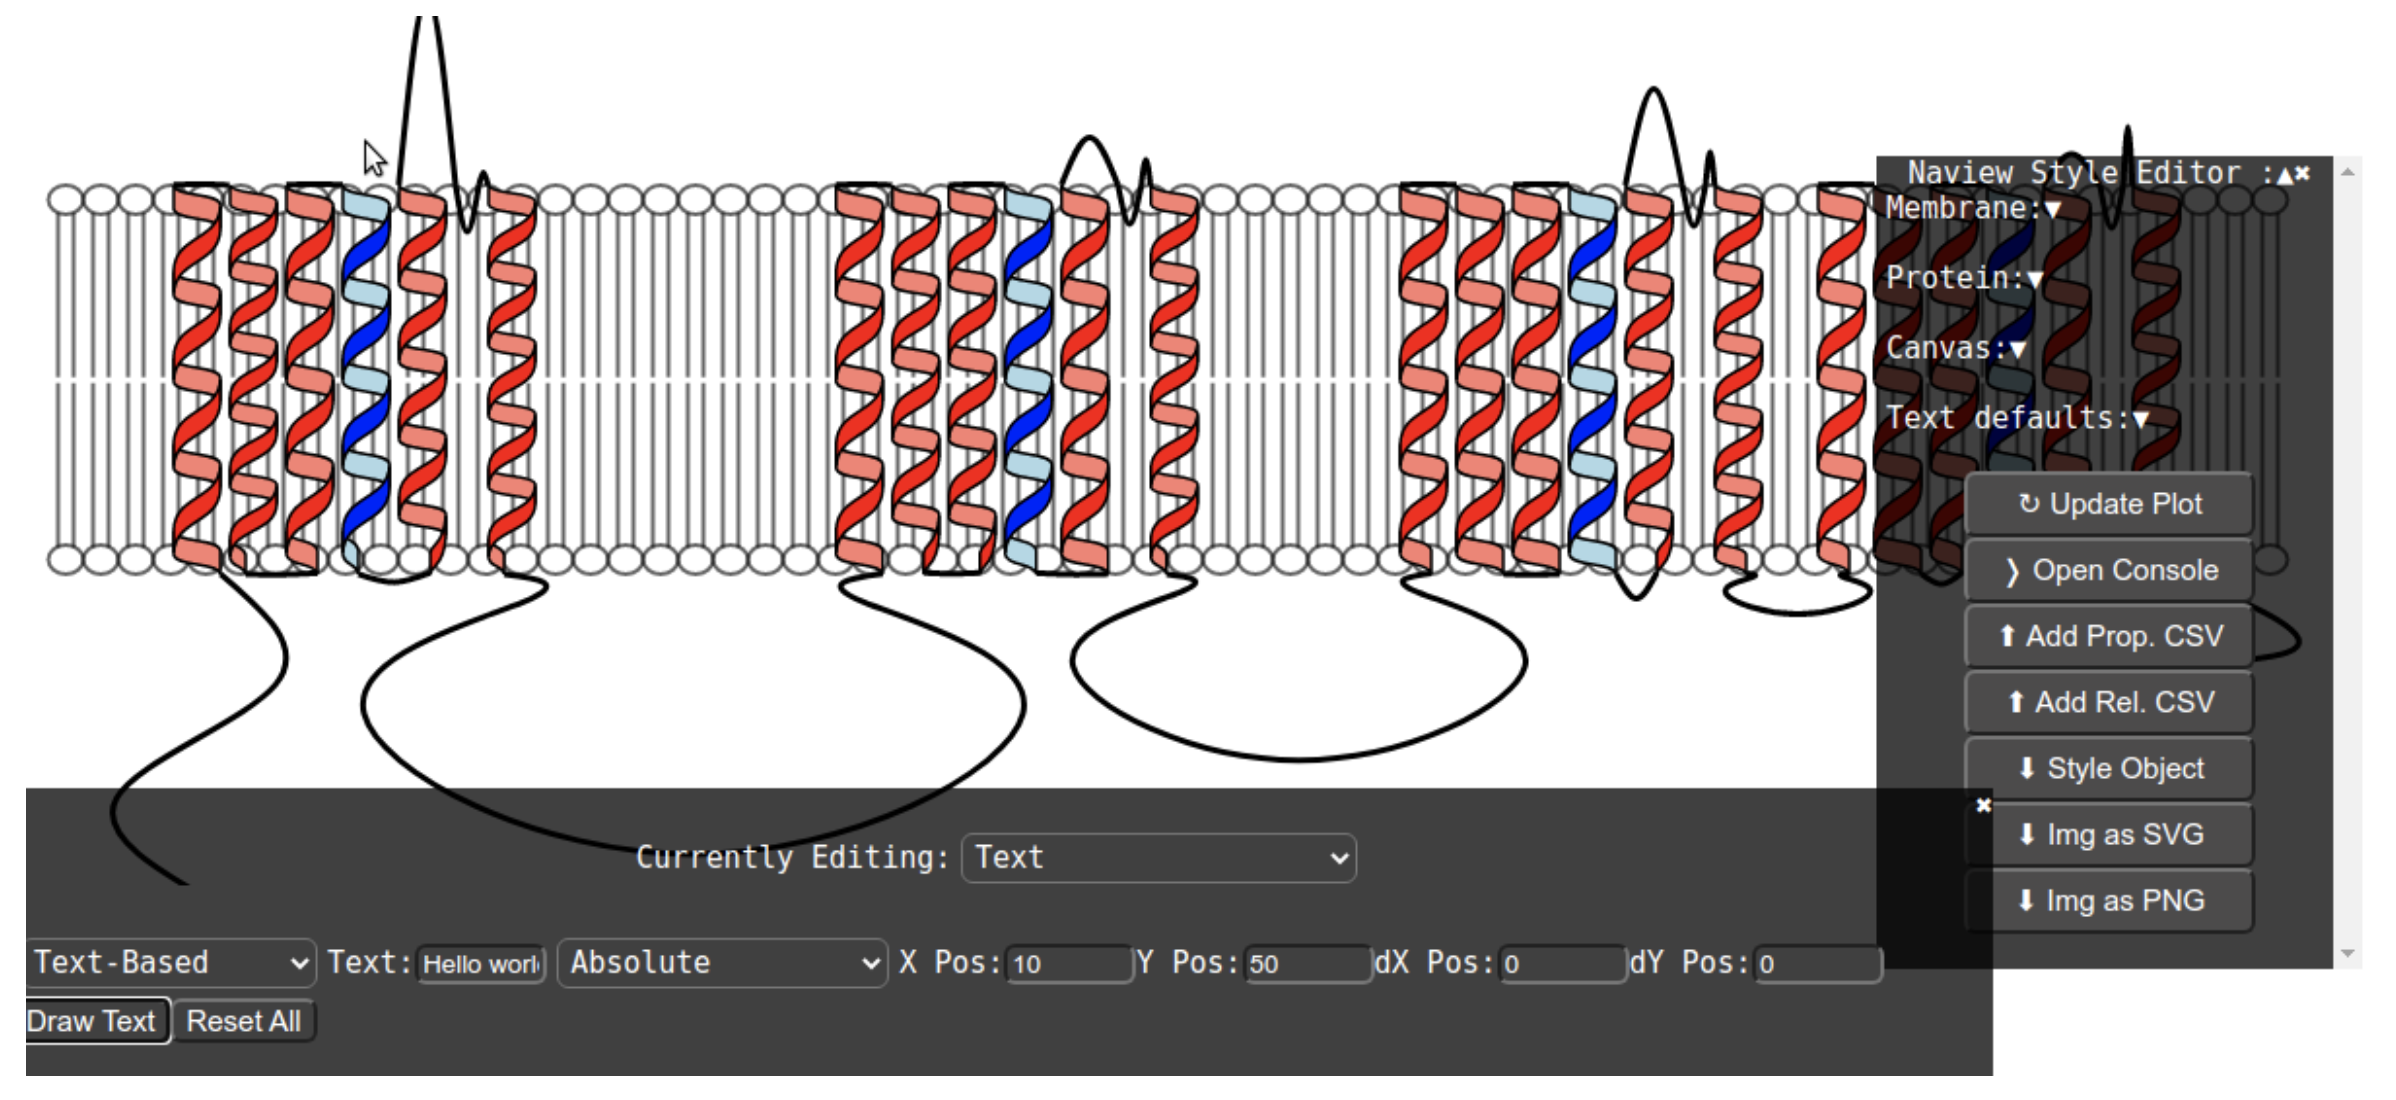 Naview Style Editor :▲✖
Membrane:▼
Protein:▼
Canvas:▼
Text defaults:▼
↻ Update Plot
❭ Open Console
⬆ Add Prop. CSV
⬆ Add Rel. CSV
⬇ Style Object
⬇ Img as SVG
⬇ Img as PNG
✖
Currently Editing: Text
Text-Based Text: Hello worl Absolute X Pos: 10 Y Pos: 50 dX Pos: 0 dY Pos: 0
Draw Text Reset All